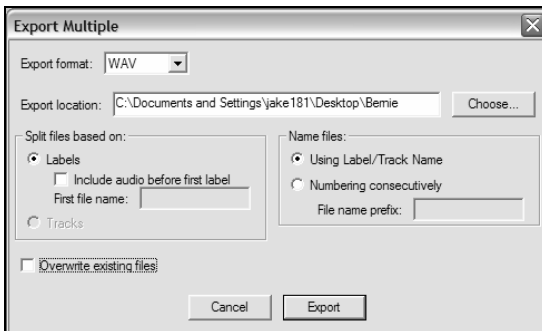 Export Multiple
Export format: WAV
Export location: C:\Documents and Settings\jake181\Desktop\Bernie Choose...
Split files based on:
Labels
Include audio before first label
First file name:
Tracks
Name files:
Using Label/Track Name
Numbering consecutively
File name prefix:
Overwrite existing files
Cancel Export